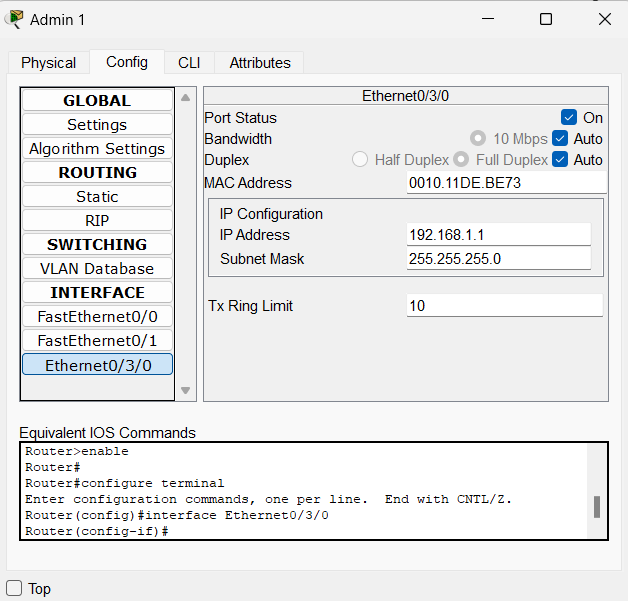 Admin 1
Physical Config CLI Attributes
GLOBAL
Settings
Algorithm Settings
ROUTING
Static
RIP
SWITCHING
VLAN Database
INTERFACE
FastEthernet0/0
FastEthernet0/1
Ethernet0/3/0
Ethernet0/3/0
Port Status On
Bandwidth 10 Mbps Auto
Duplex Half Duplex Full Duplex Auto
MAC Address 0010.11DE.BE73
IP Configuration
IP Address 192.168.1.1
Subnet Mask 255.255.255.0
Tx Ring Limit 10
Equivalent IOS Commands
Router>enable
Router#
Router#configure terminal
Enter configuration commands, one per line.  End with CNTL/Z.
Router(config)#interface Ethernet0/3/0
Router(config-if)#
Top